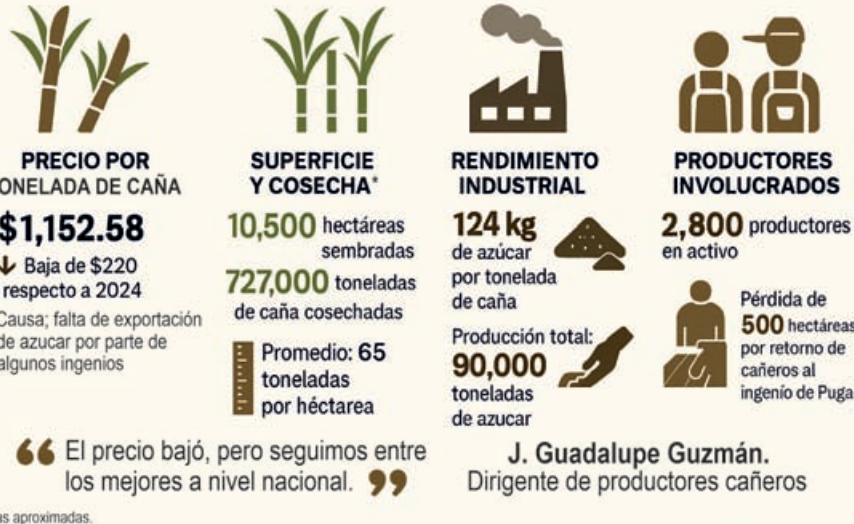 PRECIO POR
ONELADA DE CAÑA
$1,152.58
Baja de $220
respecto a 2024
Causa; falta de exportación
de azucar por parte de
algunos ingenios
SUPERFICIE
Y COSECHA*
10,500 hectáreas
sembradas
727,000 toneladas
de caña cosechadas
Promedio: 65
toneladas
por héctarea
RENDIMIENTO
INDUSTRIAL
124 kg
de azúcar
por tonelada
de caña
Producción total:
90,000
toneladas
de azucar
PRODUCTORES
INVOLUCRADOS
2,800 productores
en activo
Pérdida de
500 hectáreas
por retorno de
cañeros al
ingenío de Puga
“ El precio bajó, pero seguimos entre
los mejores a nivel nacional. ”
J. Guadalupe Guzmán.
Dirigente de productores cañeros
as aproximadas.